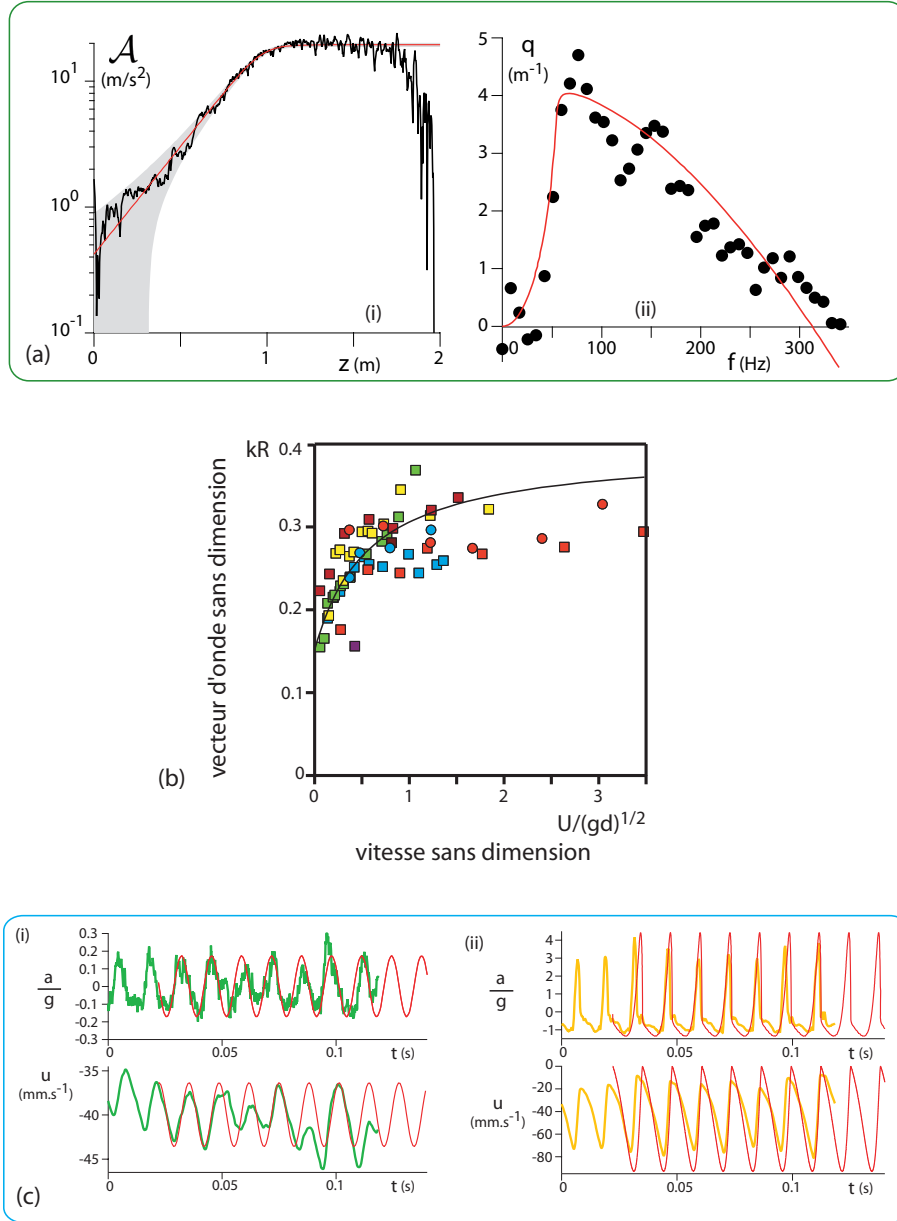 𝒜
(m/s²)
10¹
10⁰
10⁻¹
0
1
2
z (m)
(i)
(a)
q
(m⁻¹)
5
4
3
2
1
0
0
100
200
300
f (Hz)
(ii)
kR
0.4
0.3
0.2
0.1
0
vecteur d'onde sans dimension
(b)
0
1
2
3
U/(gd)^1/2
vitesse sans dimension
(i)
a/g
0.3
0.2
0.1
0
-0.1
-0.2
-0.3
0
0.05
0.1
t (s)
u
(mm.s⁻¹)
-35
-40
-45
0
0.05
0.1
t (s)
(c)
(ii)
a/g
4
3
2
1
0
-1
0
0.05
0.1
t (s)
u
(mm.s⁻¹)
0
-20
-40
-60
-80
0
0.05
0.1
t (s)